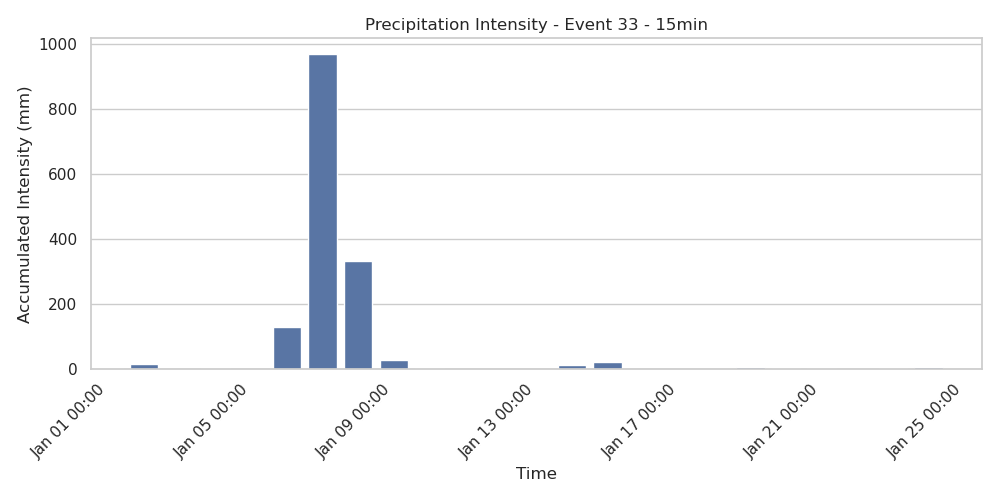 Precipitation Intensity - Event 33 - 15min
1000
800
600
400
200
0
Accumulated Intensity (mm)
Jan 01 00:00
Jan 05 00:00
Jan 09 00:00
Jan 13 00:00
Jan 17 00:00
Jan 21 00:00
Jan 25 00:00
Time